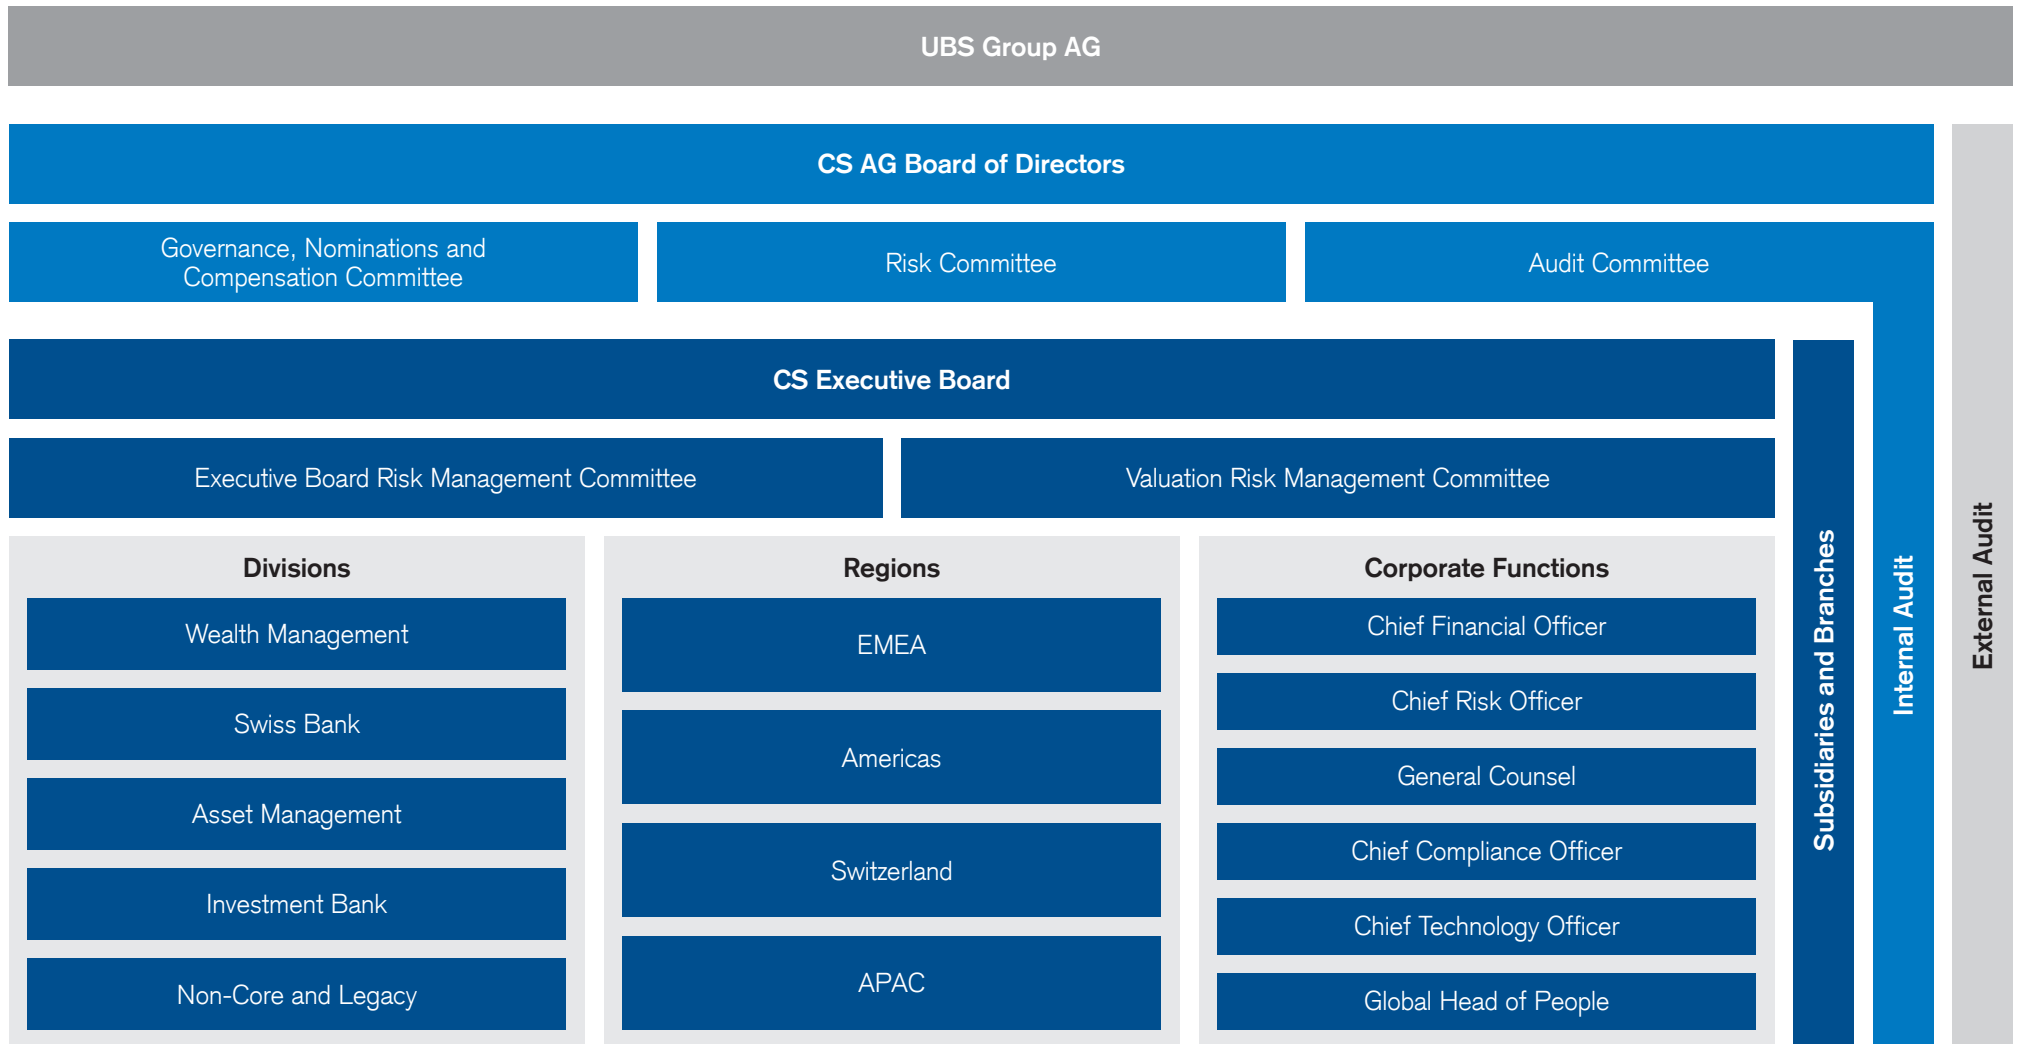 UBS Group AG
CS AG Board of Directors
Governance, Nominations and
Compensation Committee
Risk Committee
Audit Committee
CS Executive Board
Executive Board Risk Management Committee
Valuation Risk Management Committee
Divisions
Wealth Management
Swiss Bank
Asset Management
Investment Bank
Non-Core and Legacy
Regions
EMEA
Americas
Switzerland
APAC
Corporate Functions
Chief Financial Officer
Chief Risk Officer
General Counsel
Chief Compliance Officer
Chief Technology Officer
Global Head of People
Subsidiaries and Branches
Internal Audit
External Audit